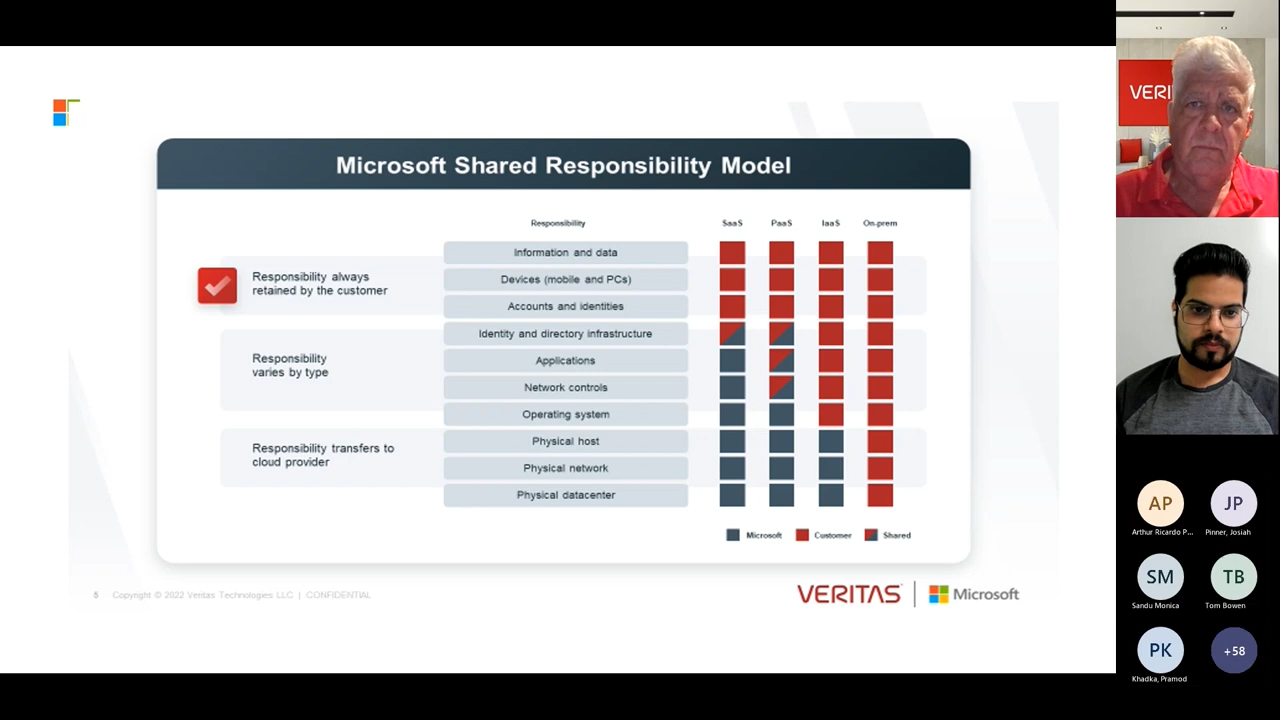 Microsoft Shared Responsibility Model
Responsibility
SaaS
PaaS
IaaS
On-prem
Responsibility always
retained by the customer
Information and data
Devices (mobile and PCs)
Accounts and identities
Responsibility
varies by type
Identity and directory infrastructure
Applications
Network controls
Operating system
Responsibility transfers to
cloud provider
Physical host
Physical network
Physical datacenter
Microsoft
Customer
Shared
5 Copyright © 2022 Veritas Technologies LLC | CONFIDENTIAL
VERITAS
Microsoft
VERI
AP
JP
Arthur Ricardo P...
Pinner, Josiah
SM
TB
Sandu Monica
Tom Bowen
PK
+58
Khadka, Pramod